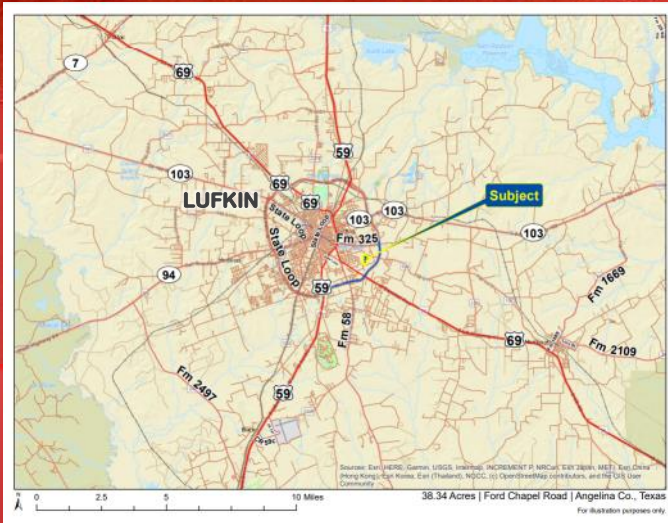 7
69
59
103
69
LUFKIN
69
103
103
Subject
103
State Loop
State Loop
Fm 325
State Loop
94
59
Fm 1669
Fm 58
69
Fm 2109
Fm 2497
59
Sources: Esri, HERE, Garmin, USGS, Intermap, INCREMENT P, NRCan, Esri Japan, METI, Esri China
(Hong Kong), Esri Korea, Esri (Thailand), NGCC, (c) OpenStreetMap contributors, and the GIS User
Community
N
0 2.5 5 10 Miles
38.34 Acres | Ford Chapel Road | Angelina Co., Texas
For illustration purposes only.